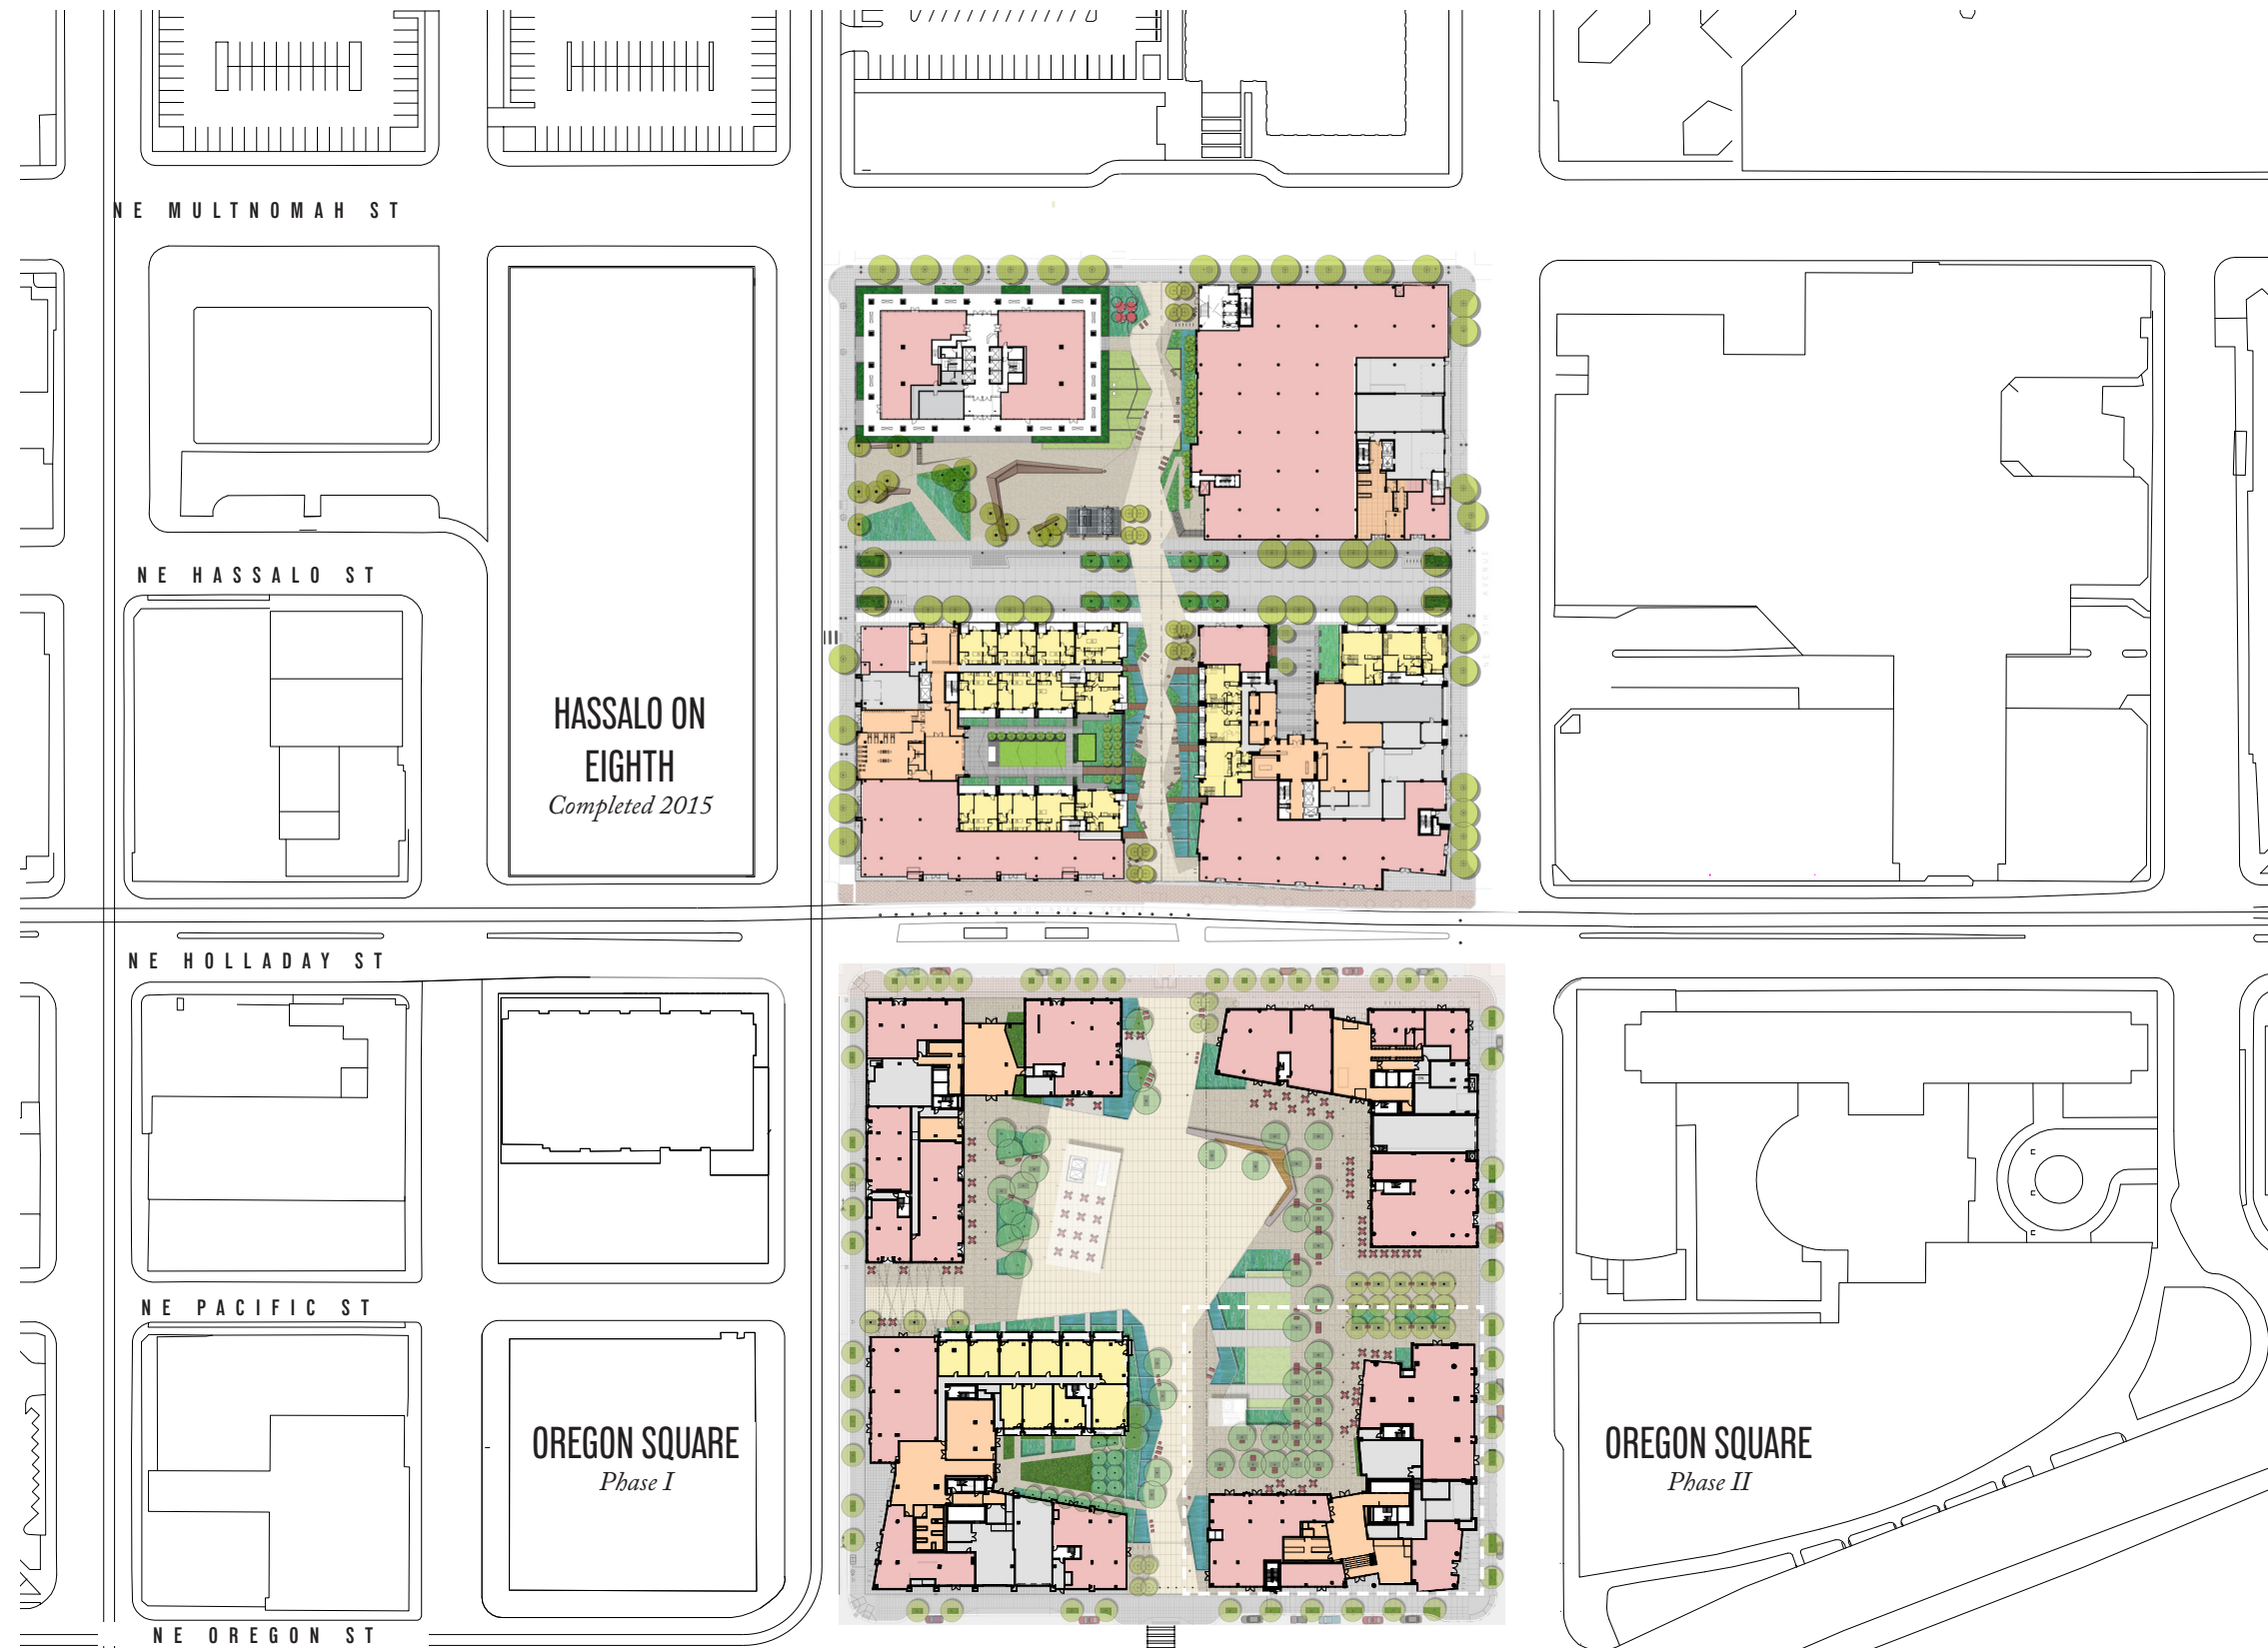 NE MULTNOMAH ST
NE HASSALO ST
HASSALO ON
EIGHTH
Completed 2015
NE HOLLADAY ST
NE PACIFIC ST
OREGON SQUARE
Phase I
OREGON SQUARE
Phase II
NE OREGON ST